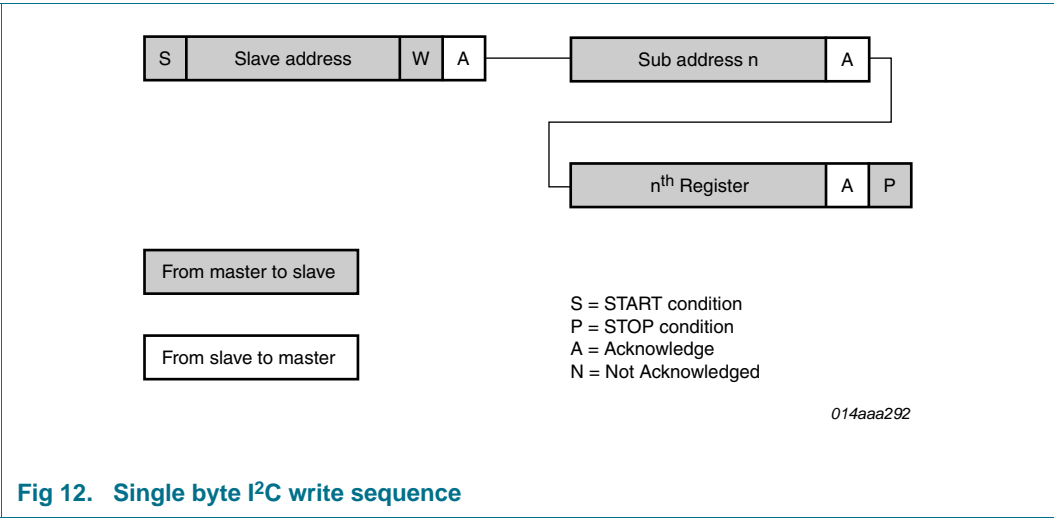 S Slave address W A Sub address n A
nth Register A P
From master to slave
From slave to master
S = START condition
P = STOP condition
A = Acknowledge
N = Not Acknowledged
014aaa292
Fig 12. Single byte I2C write sequence